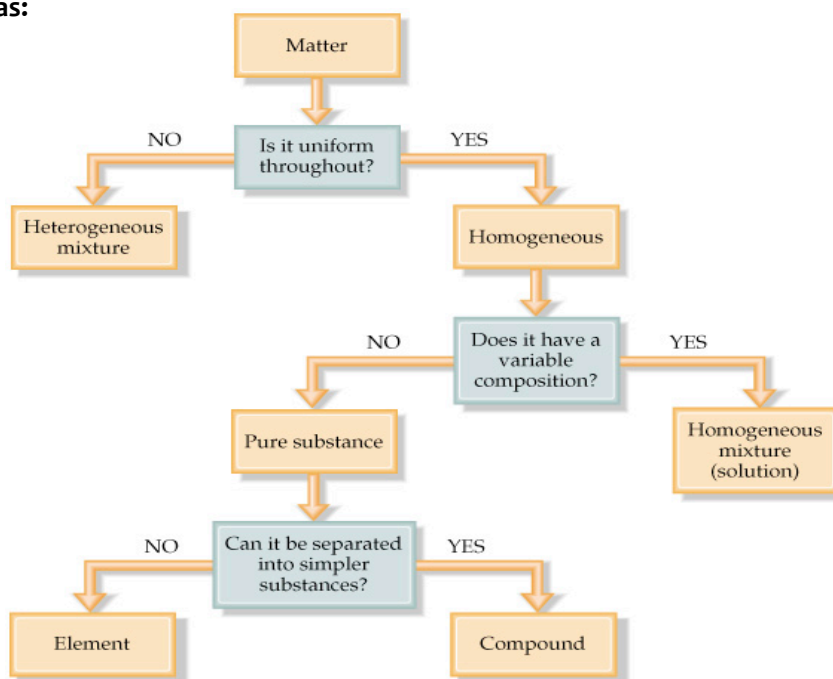 as:
Matter
NO
Is it uniform
throughout?
YES
Heterogeneous
mixture
Homogeneous
NO
Does it have a
variable
composition?
YES
Pure substance
Homogeneous
mixture
(solution)
NO
Can it be separated
into simpler
substances?
YES
Element
Compound